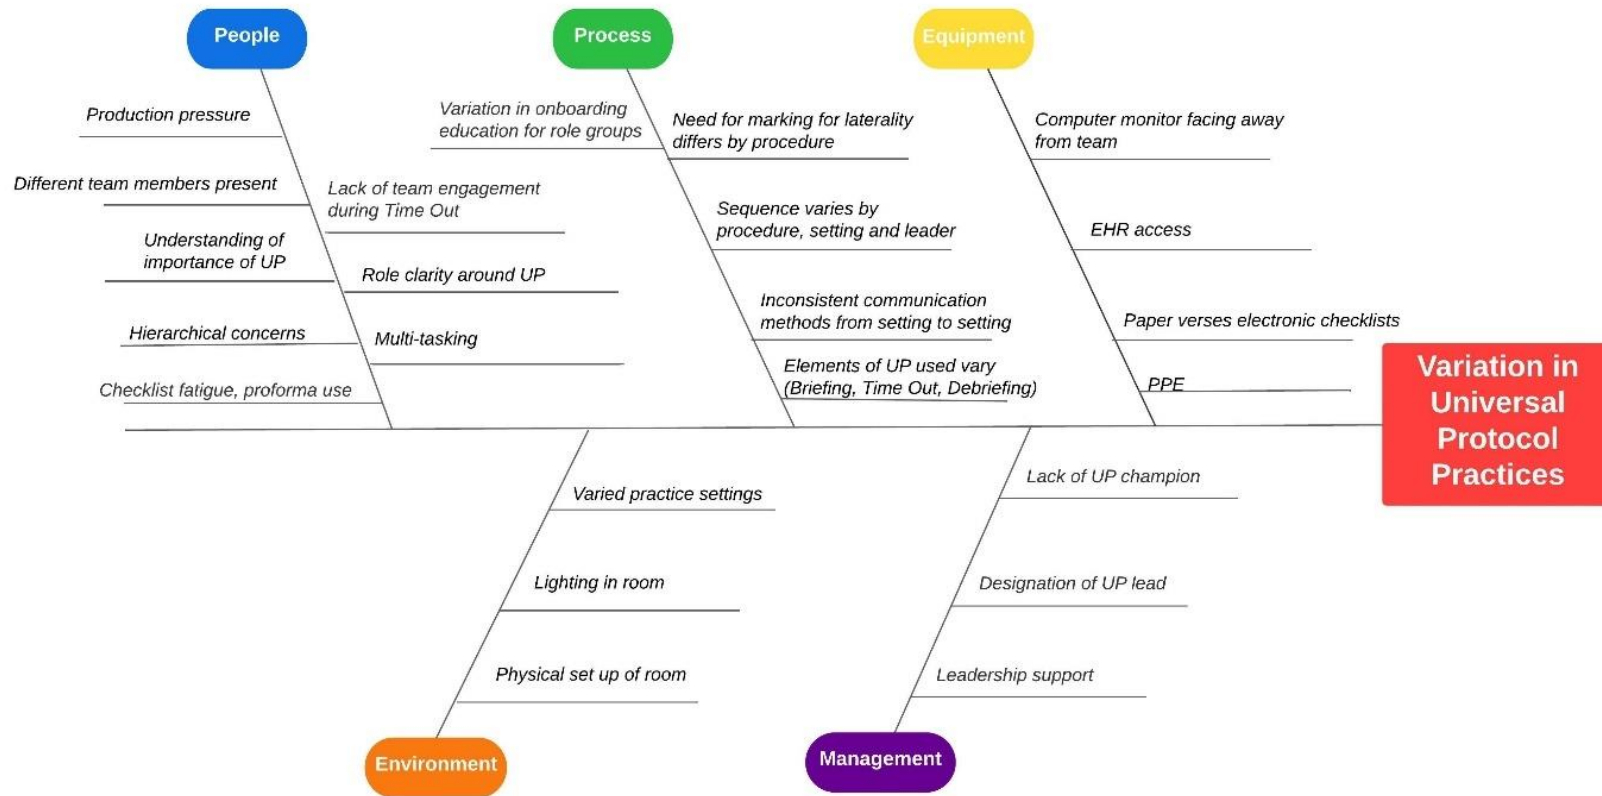 People
Process
Equipment
Production pressure
Different team members present
Understanding of
importance of UP
Hierarchical concerns
Checklist fatigue, proforma use
Lack of team engagement
during Time Out
Role clarity around UP
Multi-tasking
Variation in onboarding
education for role groups
Need for marking for laterality
differs by procedure
Sequence varies by
procedure, setting and leader
Inconsistent communication
methods from setting to setting
Elements of UP used vary
(Briefing, Time Out, Debriefing)
Computer monitor facing away
from team
EHR access
Paper verses electronic checklists
PPE
Variation in
Universal
Protocol
Practices
Varied practice settings
Lighting in room
Physical set up of room
Environment
Lack of UP champion
Designation of UP lead
Leadership support
Management